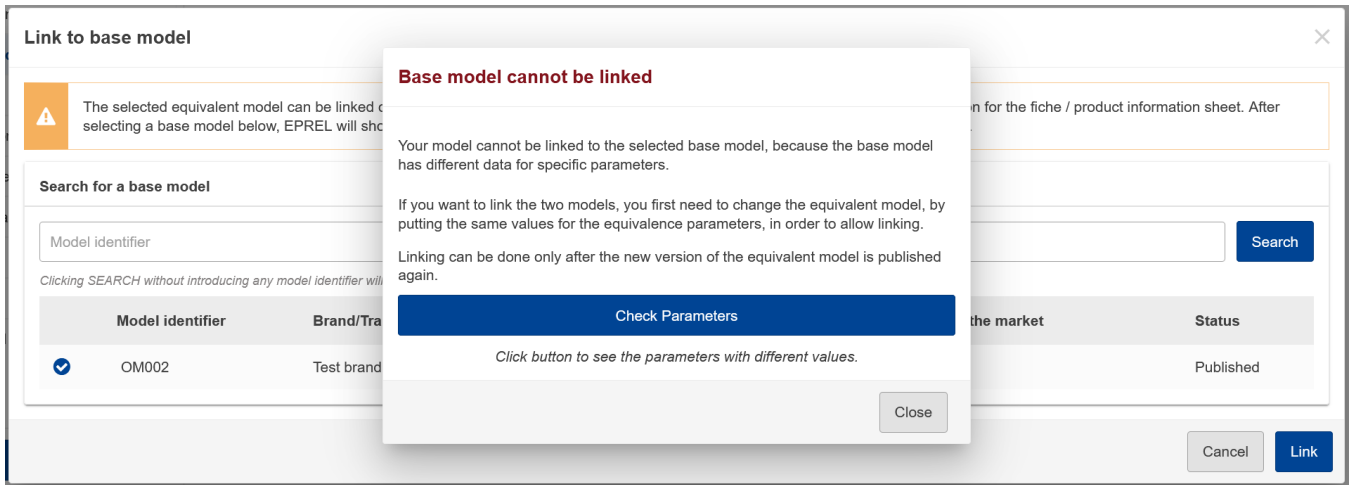 Link to base model
The selected equivalent model can be linked
selecting a base model below, EPREL will
for the fiche / product information sheet. After
Search for a base model
Model identifier
Search
Clicking SEARCH without introducing any model identifier
Model identifier
the market
Status
OM002
Test brand
Published
Cancel
Link
Base model cannot be linked
Your model cannot be linked to the selected base model, because the base model
has different data for specific parameters.
If you want to link the two models, you first need to change the equivalent model, by
putting the same values for the equivalence parameters, in order to allow linking.
Linking can be done only after the new version of the equivalent model is published
again.
Check Parameters
Click button to see the parameters with different values.
Close